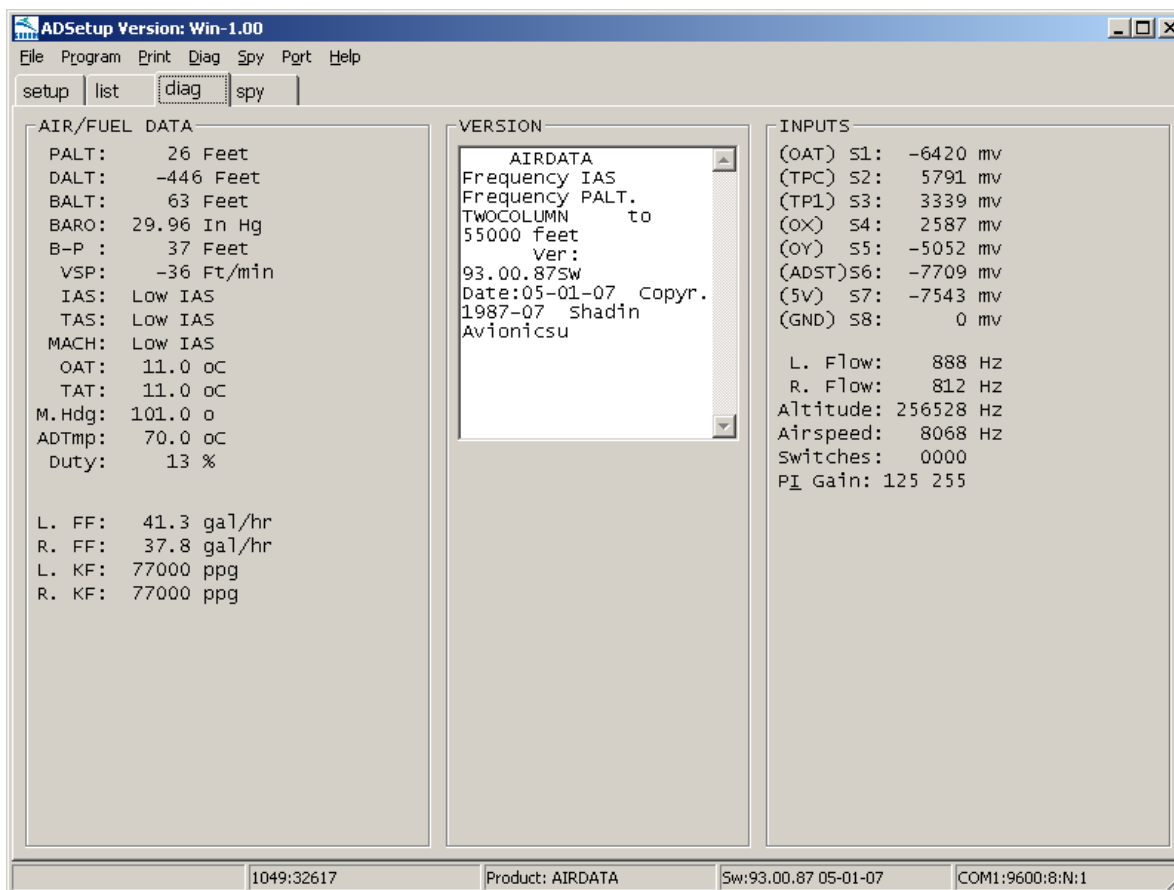 ADSetup Version: Win-1.00
File Program Print Diag Spy Port Help
setup list diag spy
AIR/FUEL DATA
PALT: 26 Feet
DALT: -446 Feet
BALT: 63 Feet
BARO: 29.96 In Hg
B-P : 37 Feet
VSP: -36 Ft/min
IAS: Low IAS
TAS: Low IAS
MACH: Low IAS
OAT: 11.0 oC
TAT: 11.0 oC
M.Hdg: 101.0 o
ADTmp: 70.0 oC
Duty: 13 %
L. FF: 41.3 gal/hr
R. FF: 37.8 gal/hr
L. KF: 77000 ppg
R. KF: 77000 ppg
VERSION
AIRDATA
Frequency IAS
Frequency PALT.
TWOCOLUMN to
55000 feet
Ver:
93.00.87SW
Date:05-01-07 Copyr.
1987-07 Shadin
Avionicsu
INPUTS
(OAT) S1: -6420 mv
(TPC) S2: 5791 mv
(TP1) S3: 3339 mv
(OX) S4: 2587 mv
(OY) S5: -5052 mv
(ADST)S6: -7709 mv
(5V) S7: -7543 mv
(GND) S8: 0 mv
L. Flow: 888 Hz
R. Flow: 812 Hz
Altitude: 256528 Hz
Airspeed: 8068 Hz
Switches: 0000
PI Gain: 125 255
1049:32617
Product: AIRDATA
Sw:93.00.87 05-01-07
COM1:9600:8:N:1